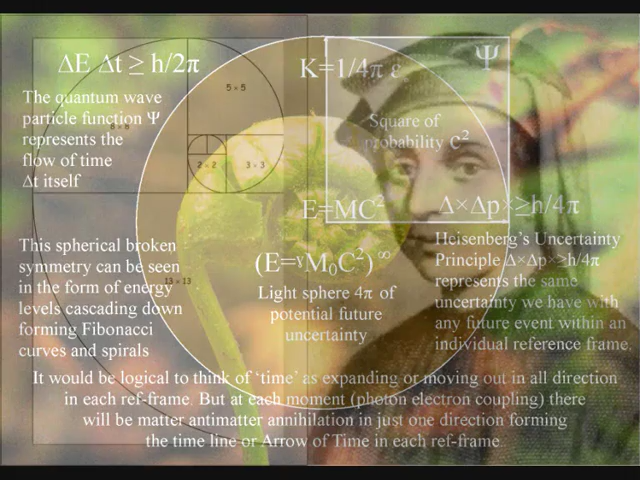 ΔE Δt ≥ h/2π
K=1/4π ε
Ψ
The quantum wave
particle function Ψ
represents the
flow of time
Δt itself
5 x 5
8 x 8
2 x 2
3 x 3
Square of
probability C²
E=MC²
Δ×Δp×≥h/4π
This spherical broken
symmetry can be seen
in the form of energy
levels cascading down
forming Fibonacci
curves and spirals
13 x 13
(E=ᵞM₀C²)∞
Light sphere 4π of
potential future
uncertainty
Heisenberg's Uncertainty
Principle Δ×Δp×>h/4π
represents the same
uncertainty we have with
any future event within an
individual reference frame.
It would be logical to think of 'time' as expanding or moving out in all direction
in each ref-frame. But at each moment (photon electron coupling) there
will be matter antimatter annihilation in just one direction forming
the time line or Arrow of Time in each ref-frame.